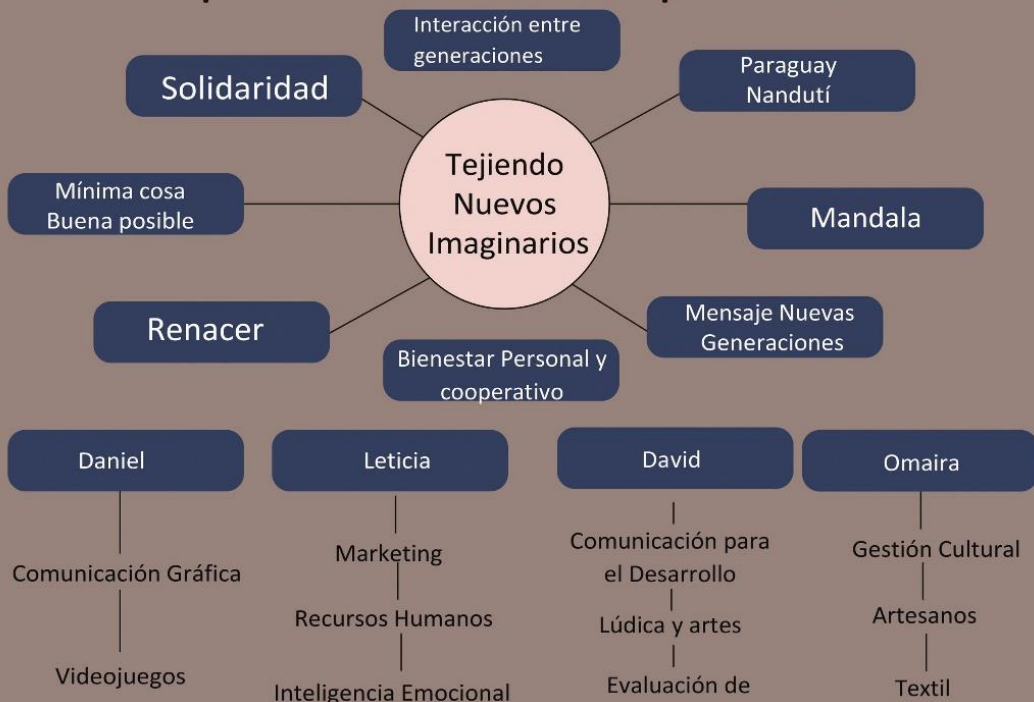 Interacción entre
generaciones
Solidaridad
Paraguay
Nandutí
Tejiendo
Nuevos
Imaginarios
Mínima cosa
Buena posible
Mandala
Renacer
Mensaje Nuevas
Generaciones
Bienestar Personal y
cooperativo
Daniel
Leticia
David
Omaira
Comunicación Gráfica
Videojuegos
Marketing
Recursos Humanos
Inteligencia Emocional
Comunicación para
el Desarrollo
Lúdica y artes
Evaluación de
Gestión Cultural
Artesanos
Textil